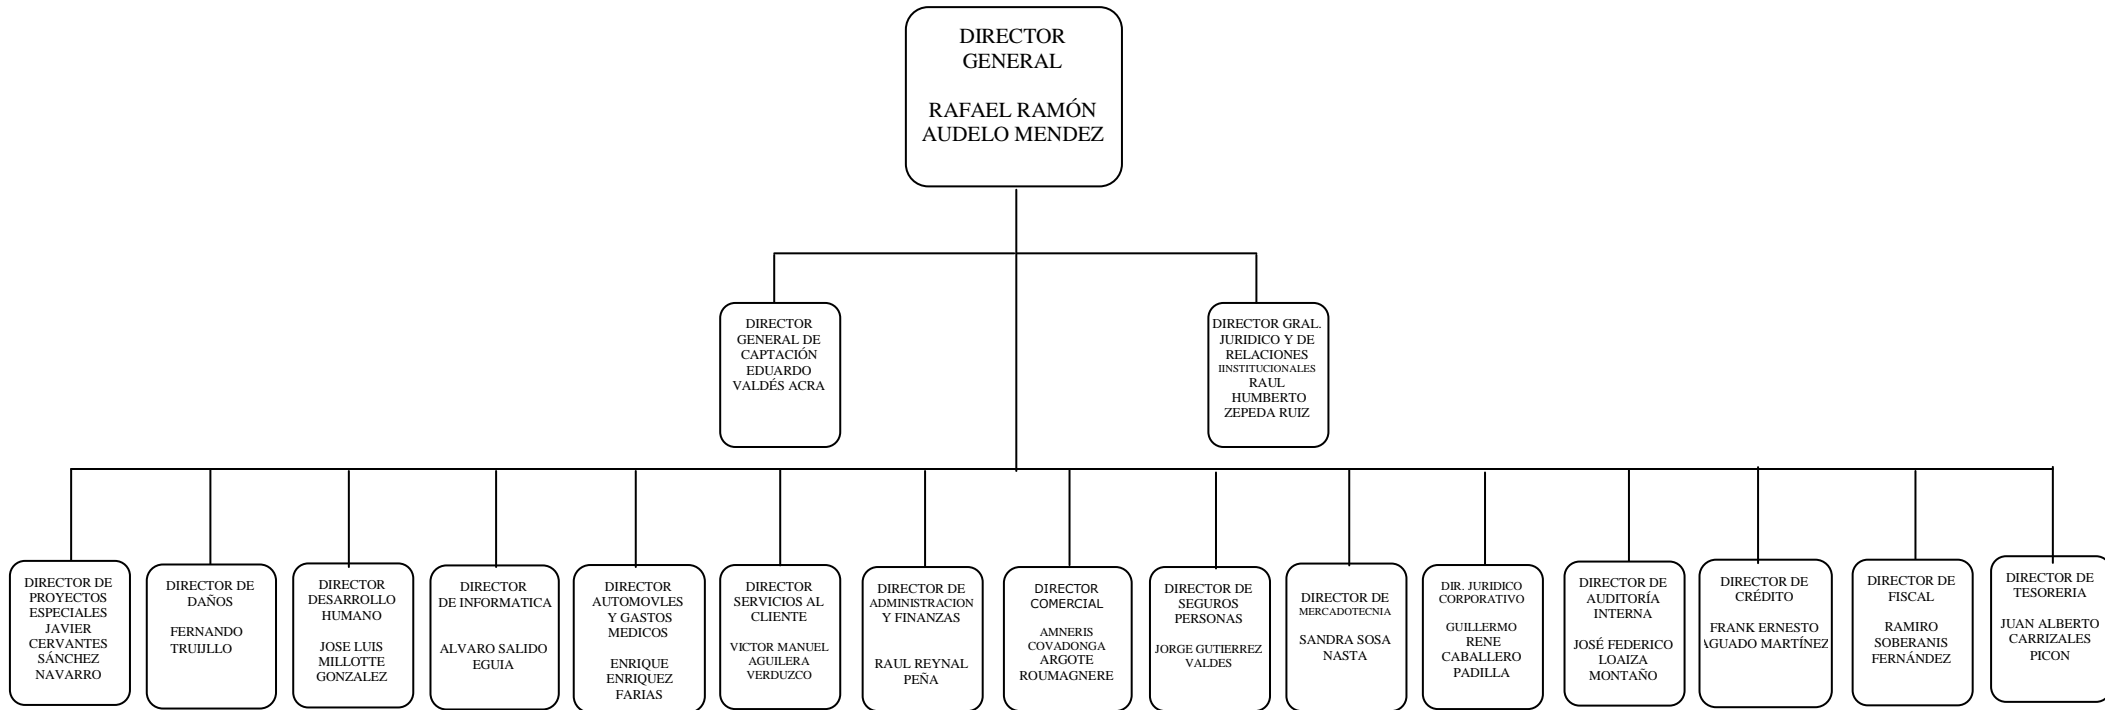 DIRECTOR
GENERAL
RAFAEL RAMÓN
AUDELO MENDEZ
DIRECTOR
GENERAL DE
CAPTACIÓN
EDUARDO
VALDÉS ACRA
DIRECTOR GRAL.
JURIDICO Y DE
RELACIONES
IINSTITUCIONALES
RAUL
HUMBERTO
ZEPEDA RUIZ
DIRECTOR DE
PROYECTOS
ESPECIALES
JAVIER
CERVANTES
SÁNCHEZ
NAVARRO
DIRECTOR DE
DAÑOS
FERNANDO
TRUIJLLO
DIRECTOR
DESARROLLO
HUMANO
JOSE LUIS
MILLOTTE
GONZALEZ
DIRECTOR
DE INFORMATICA
ALVARO SALIDO
EGUIA
DIRECTOR
AUTOMOVLES
Y GASTOS
MEDICOS
ENRIQUE
ENRIQUEZ
FARIAS
DIRECTOR
SERVICIOS AL
CLIENTE
VICTOR MANUEL
AGUILERA
VERDUZCO
DIRECTOR DE
ADMINISTRACION
Y FINANZAS
RAUL REYNAL
PEÑA
DIRECTOR
COMERCIAL
AMNERIS
COVADONGA
ARGOTE
ROUMAGNERE
DIRECTOR DE
SEGUROS
PERSONAS
JORGE GUTIERREZ
VALDES
DIRECTOR DE
MERCADOTECNIA
SANDRA SOSA
NASTA
DIR. JURIDICO
CORPORATIVO
GUILLERMO
RENE
CABALLERO
PADILLA
DIRECTOR DE
AUDITORÍA
INTERNA
JOSÉ FEDERICO
LOAIZA
MONTAÑO
DIRECTOR DE
CRÉDITO
FRANK ERNESTO
AGUADO MARTÍNEZ
DIRECTOR DE
FISCAL
RAMIRO
SOBERANIS
FERNÁNDEZ
DIRECTOR DE
TESORERIA
JUAN ALBERTO
CARRIZALES
PICON